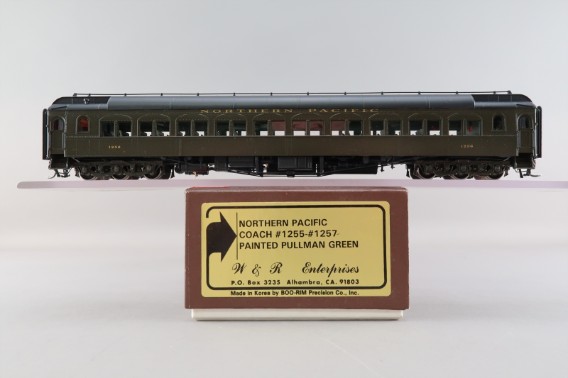 NORTHERN PACIFIC
NORTHERN PACIFIC
COACH #1255-#1257
PAINTED PULLMAN GREEN
W & R Enterprises
P.O. Box 3235 Alhambra, CA. 91803
Made in Korea by BOO-RIM Precision Co., Inc.